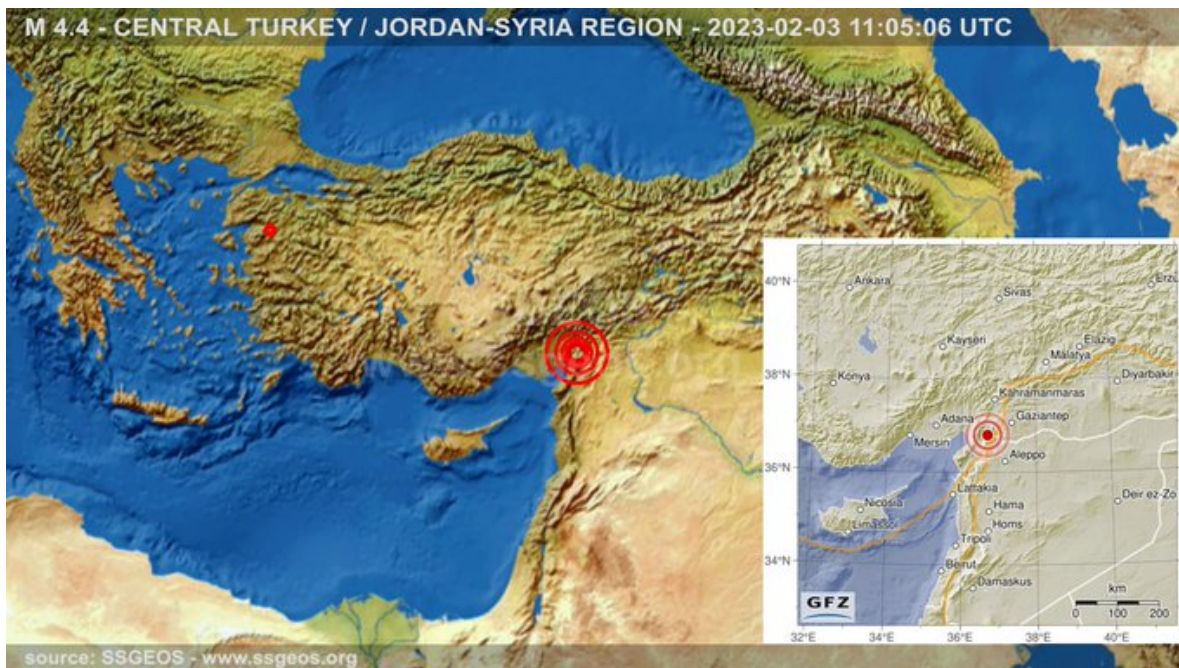 M 4.4 - CENTRAL TURKEY / JORDAN-SYRIA REGION - 2023-02-03 11:05:06 UTC
40°N
Ankara
Sivas
Kayseri
Elazig
Malatya
38°N
Konya
Diyarbakir
Kahramanmaras
Adana
Gaziantep
Mersin
36°N
Aleppo
Lattakia
Deir ez-Zo
Nicosia
Hama
Limassol
Homs
Tripoli
34°N
Beirut
Damaskus
km
GFZ
0 100 200
32°E 34°E 36°E 38°E 40°E
source: SSGEOS - www.ssgeos.org